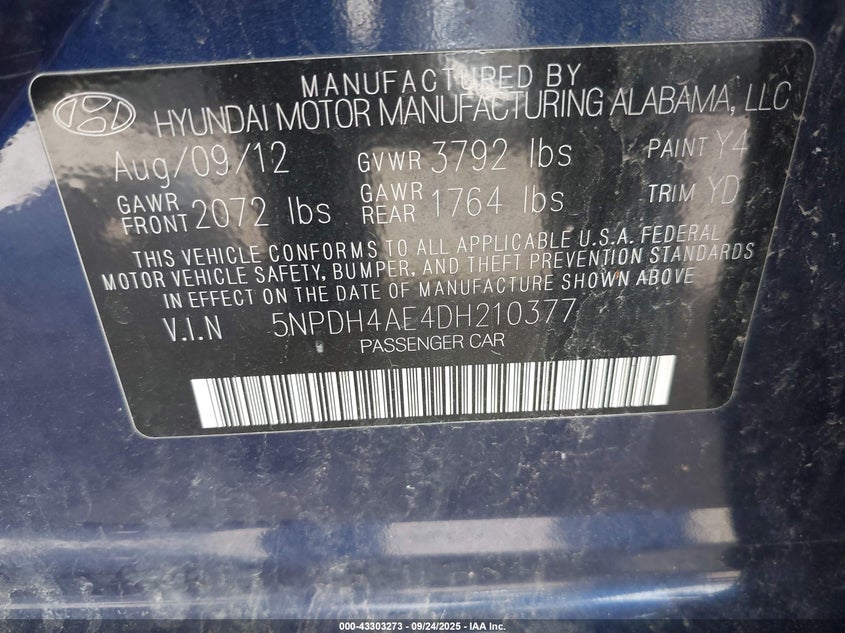 MANUFACTURED BY
HYUNDAI MOTOR MANUFACTURING ALABAMA, LLC
Aug/09/12 GVWR 3792 lbs PAINT Y4
GAWR FRONT 2072 lbs GAWR REAR 1764 lbs TRIM YD
THIS VEHICLE CONFORMS TO ALL APPLICABLE U.S.A. FEDERAL
MOTOR VEHICLE SAFETY, BUMPER, AND THEFT PREVENTION STANDARDS
IN EFFECT ON THE DATE OF MANUFACTURE SHOWN ABOVE
V.I.N 5NPDH4AE4DH210377
PASSENGER CAR
000-43303273 - 09/24/2025 - IAA Inc.